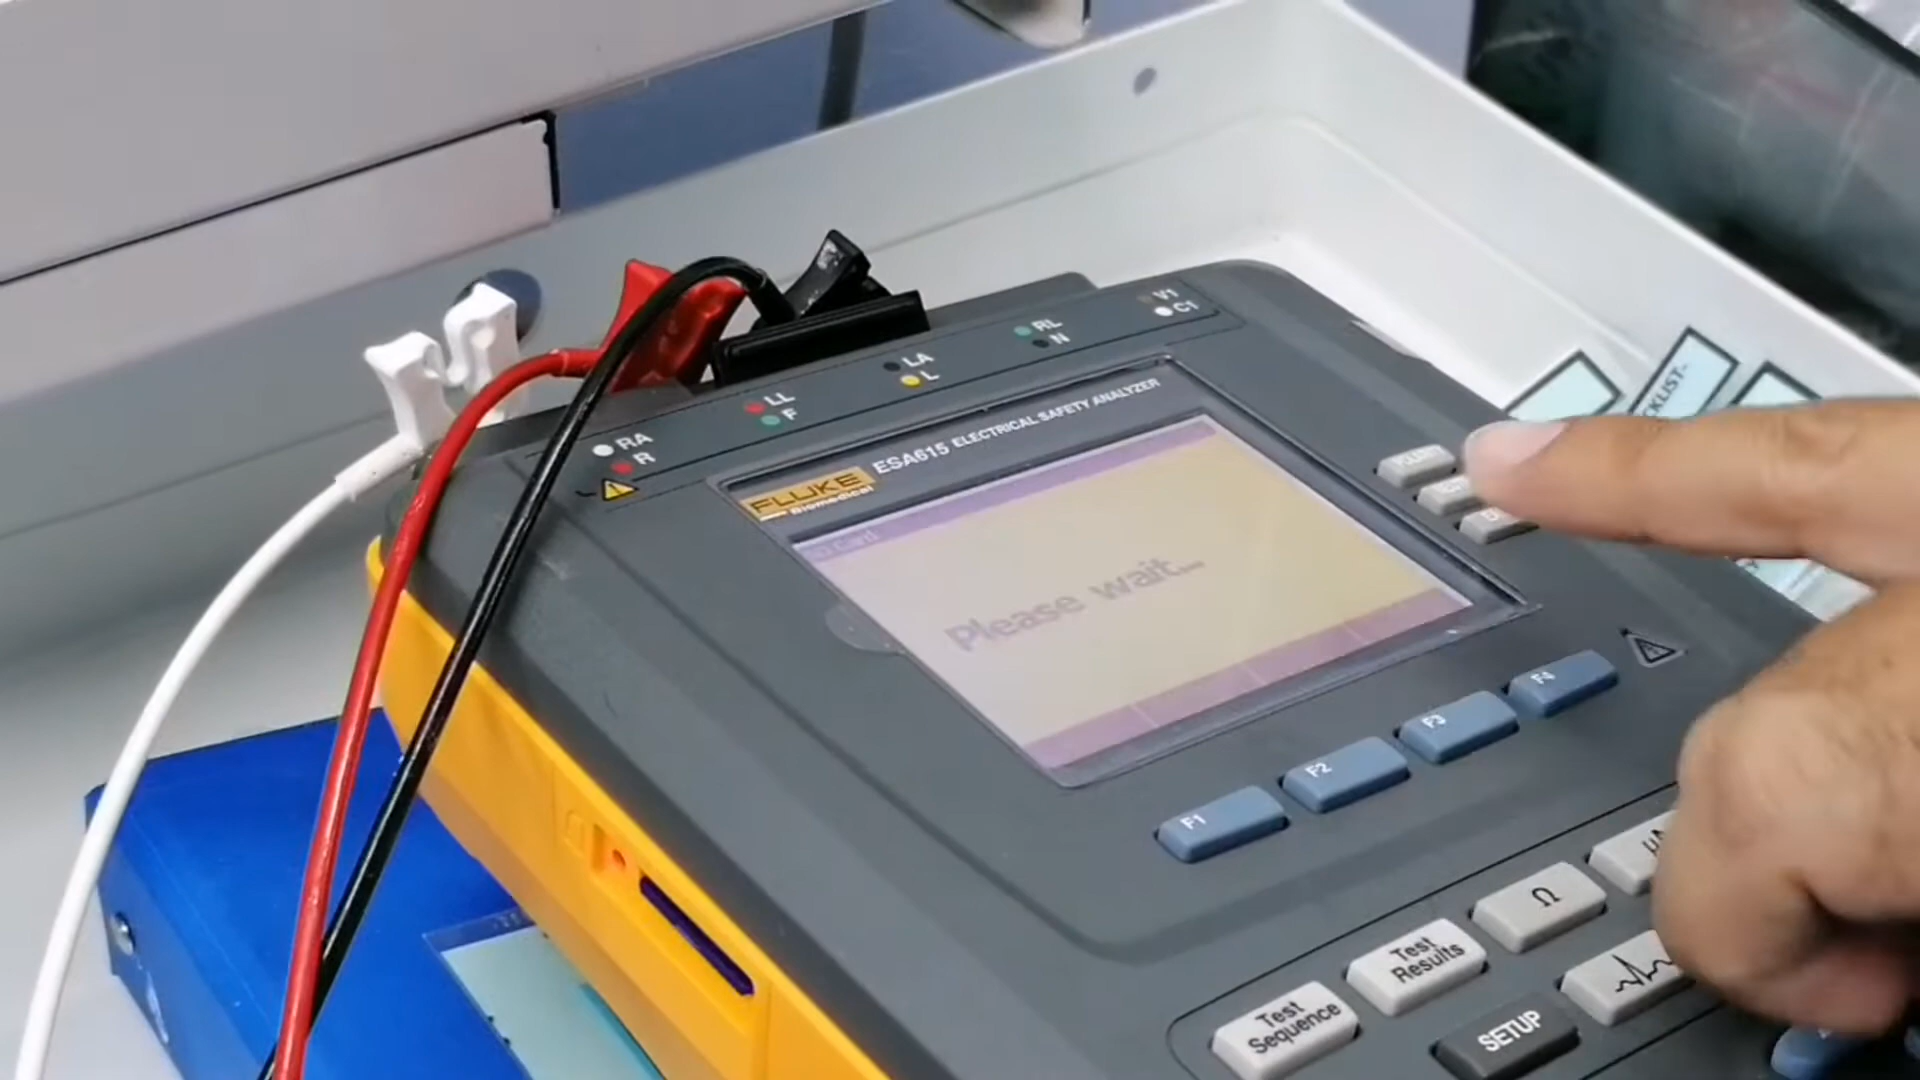 V1
C1
RL
N
LA
L
LL
F
RA
R
ESA615 ELECTRICAL SAFETY ANALYZER
FLUKE
Biomedical
POLARITY
Please wait...
F1
F2
F3
F4
Ω
Test
Results
Test
Sequence
SETUP